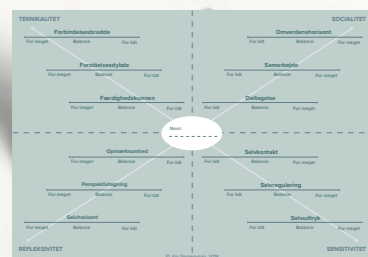 TEKNIKALITET
SOCIALITET
Forbindelsesbredde
For meget Balance For lidt
Omverdenshorisont
For meget Balance For lidt
Forståelsesdybde
For meget Balance For lidt
Samarbejde
For meget Balance For lidt
Færdighedskunnen
For meget Balance For lidt
Deltagelse
For meget Balance For lidt
Navn:
Opmærksomhed
For meget Balance For lidt
Selvkontakt
For meget Balance For lidt
Perspektivtagning
For meget Balance For lidt
Selvregulering
For meget Balance For lidt
Selvhorisont
For meget Balance For lidt
Selvudtryk
For meget Balance For lidt
REFLEKSIVITET
SENSITIVITET